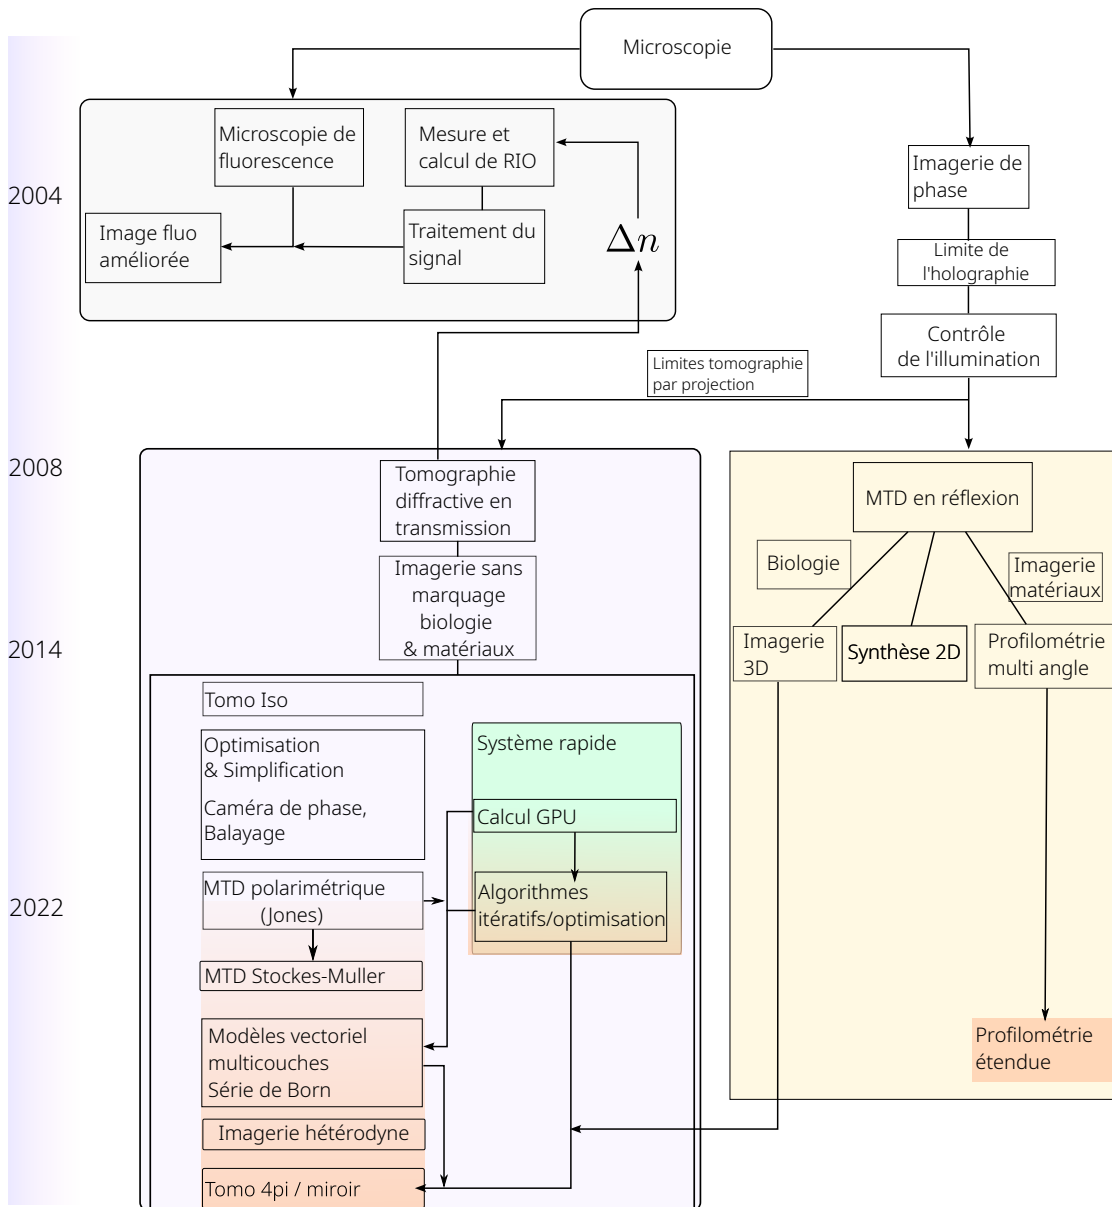 Microscopie
Microscopie de
fluorescence
Mesure et
calcul de RIO
Imagerie de
phase
2004
Image fluo
améliorée
Traitement du
signal
Δn
Limite de
l'holographie
Contrôle
de l'illumination
Limites tomographie
par projection
2008
Tomographie
diffractive en
transmission
MTD en réflexion
Imagerie sans
marquage
biologie
& matériaux
Biologie
Imagerie
matériaux
2014
Imagerie
3D
Synthèse 2D
Profilométrie
multi angle
Tomo Iso
Optimisation
& Simplification
Caméra de phase,
Balayage
Système rapide
Calcul GPU
2022
MTD polarimétrique
(Jones)
Algorithmes
itératifs/optimisation
MTD Stockes-Muller
Modèles vectoriel
multicouches
Série de Born
Profilométrie
étendue
Imagerie hétérodyne
Tomo 4pi / miroir